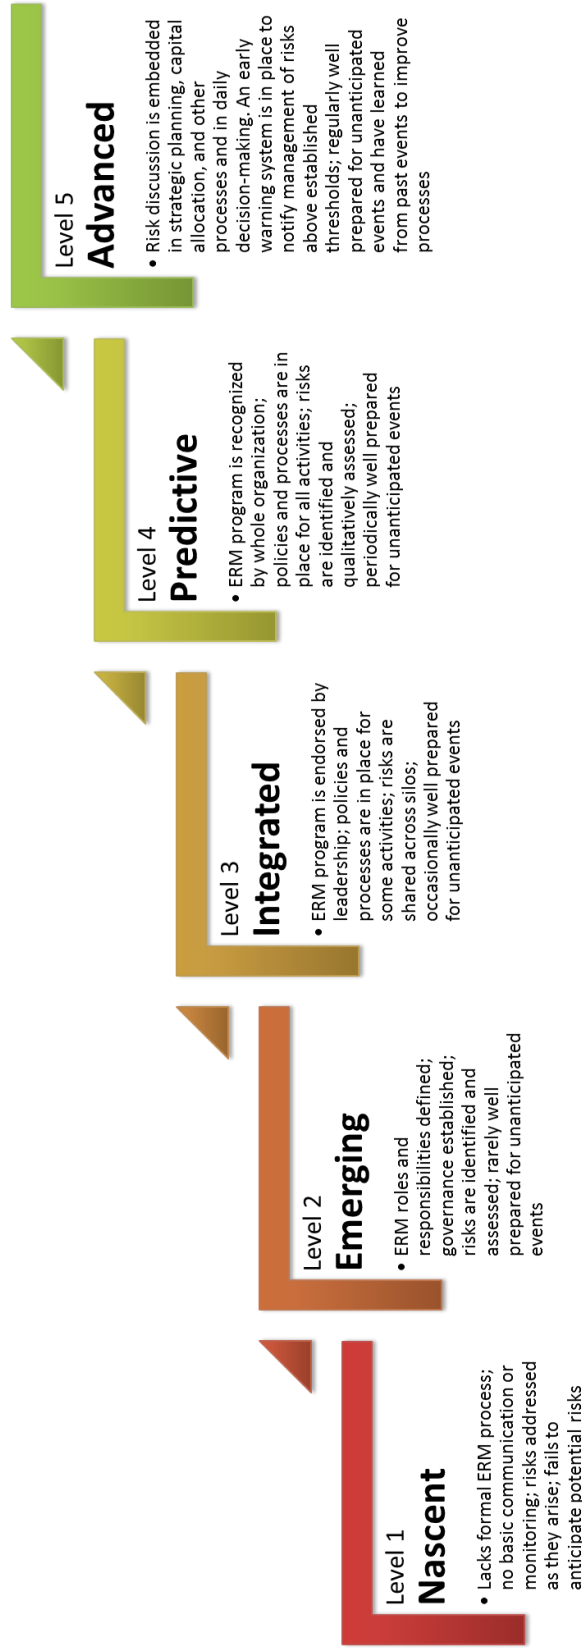 Level 1
Nascent
• Lacks formal ERM process;
no basic communication or
monitoring; risks addressed
as they arise; fails to
anticipate potential risks
Level 2
Emerging
• ERM roles and
responsibilities defined;
governance established;
risks are identified and
assessed; rarely well
prepared for unanticipated
events
Level 3
Integrated
• ERM program is endorsed by
leadership; policies and
processes are in place for
some activities; risks are
shared across silos;
occasionally well prepared
for unanticipated events
Level 4
Predictive
• ERM program is recognized
by whole organization;
policies and processes are in
place for all activities; risks
are identified and
qualitatively assessed;
periodically well prepared
for unanticipated events
Level 5
Advanced
• Risk discussion is embedded
in strategic planning, capital
allocation, and other
processes and in daily
decision-making. An early
warning system is in place to
notify management of risks
above established
thresholds; regularly well
prepared for unanticipated
events and have learned
from past events to improve
processes